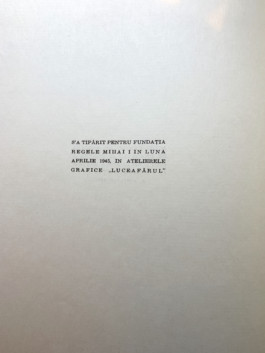 S'A TIPĂRIT PENTRU FUNDAȚIA
REGELE MIHAI I IN LUNA
APRILIE 1945, IN ATELIERELE
GRAFICE „LUCEAFĂRUL"